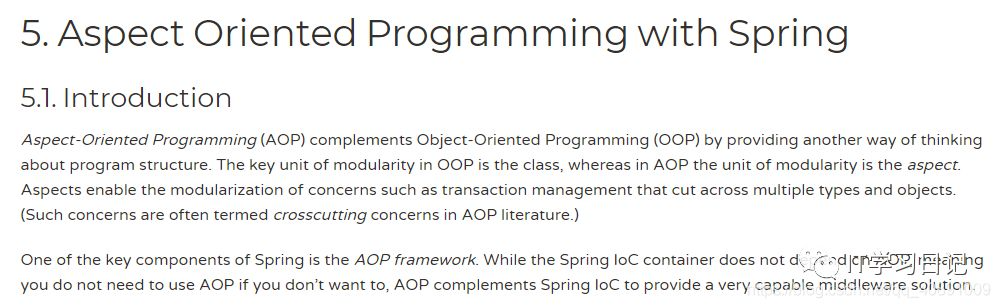 5. Aspect Oriented Programming with Spring
5.1. Introduction
Aspect-Oriented Programming (AOP) complements Object-Oriented Programming (OOP) by providing another way of thinking
about program structure. The key unit of modularity in OOP is the class, whereas in AOP the unit of modularity is the aspect.
Aspects enable the modularization of concerns such as transaction management that cut across multiple types and objects.
(Such concerns are often termed crosscutting concerns in AOP literature.)
One of the key components of Spring is the AOP framework. While the Spring IoC container does not depend on AOP, meaning
you do not need to use AOP if you don't want to, AOP complements Spring IoC to provide a very capable middleware solution.
IT学习日记